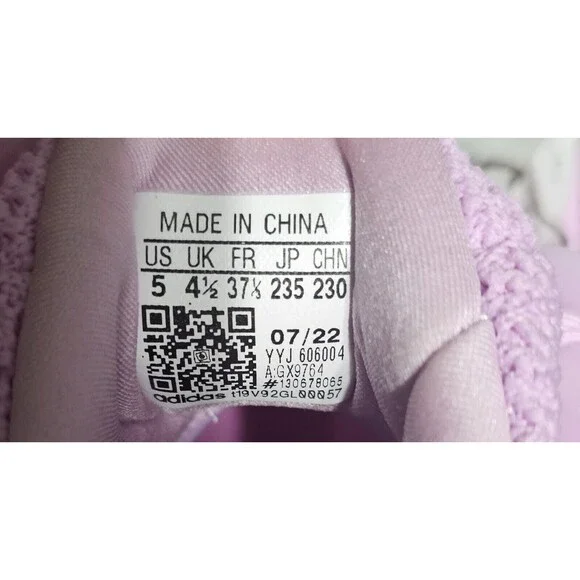 MADE IN CHINA
US UK FR JP CHN
5 4½ 37⅓ 235 230
07/22
YYJ 606004
A:GX9764
#130678065
adidas t19V92GL00057